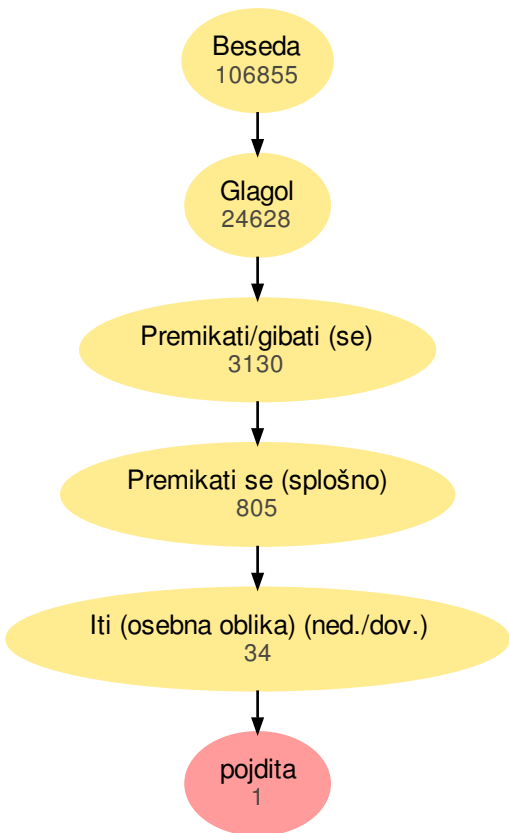 Beseda
106855
Glagol
24628
Premikati/gibati (se)
3130
Premikati se (splošno)
805
Iti (osebna oblika) (ned./dov.)
34
pojdita
1